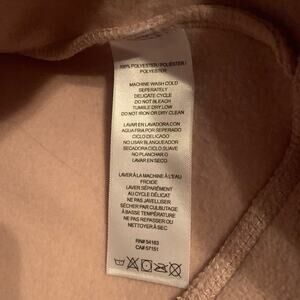 100% POLYESTER/POLIÉSTER/
POLYESTER
MACHINE WASH COLD
SEPERATELY
DELICATE CYCLE
DO NOT BLEACH
TUMBLE DRY LOW
DO NOT IRON OR DRY CLEAN
LAVAR EN LAVADORA CON
AGUA FRIA POR SEPERADO
CICLO DELICADO
NO USAR BLANQUEADOR
SECADORA CICLO SUAVE
NO PLANCHAR O
LAVAR EN SECO
LAVER À LA MACHINE À L'EAU
FROIDE
LAVER SÉPARÉMENT
AU CYCLE DÉLICAT
NE PAS JAVELLISER
SÉCHER PAR CULBUTAGE
À BASSE TEMPÉRATURE
NE PAS REPASSER OU
NETTOYER À SEC
RN# 54163
CA# 57151